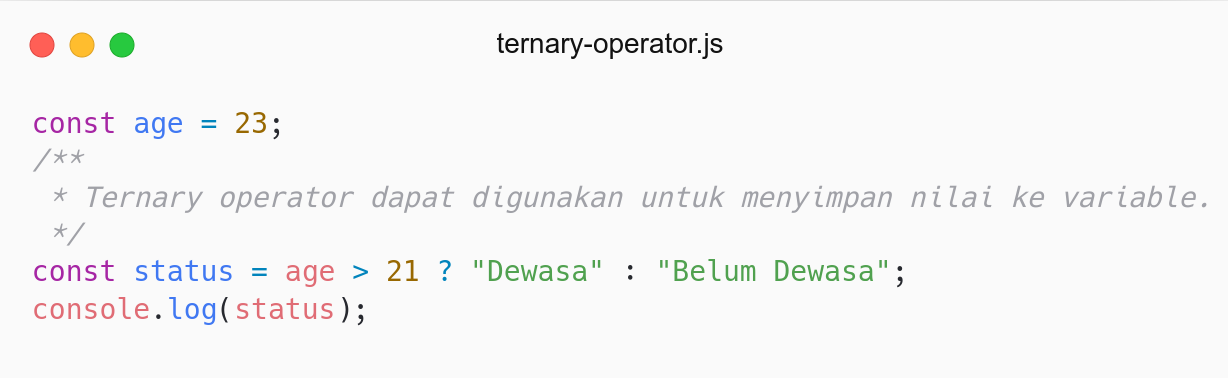 ternary-operator.js
const age = 23;
/**
 * Ternary operator dapat digunakan untuk menyimpan nilai ke variable.
 */
const status = age > 21 ? "Dewasa" : "Belum Dewasa";
console.log(status);